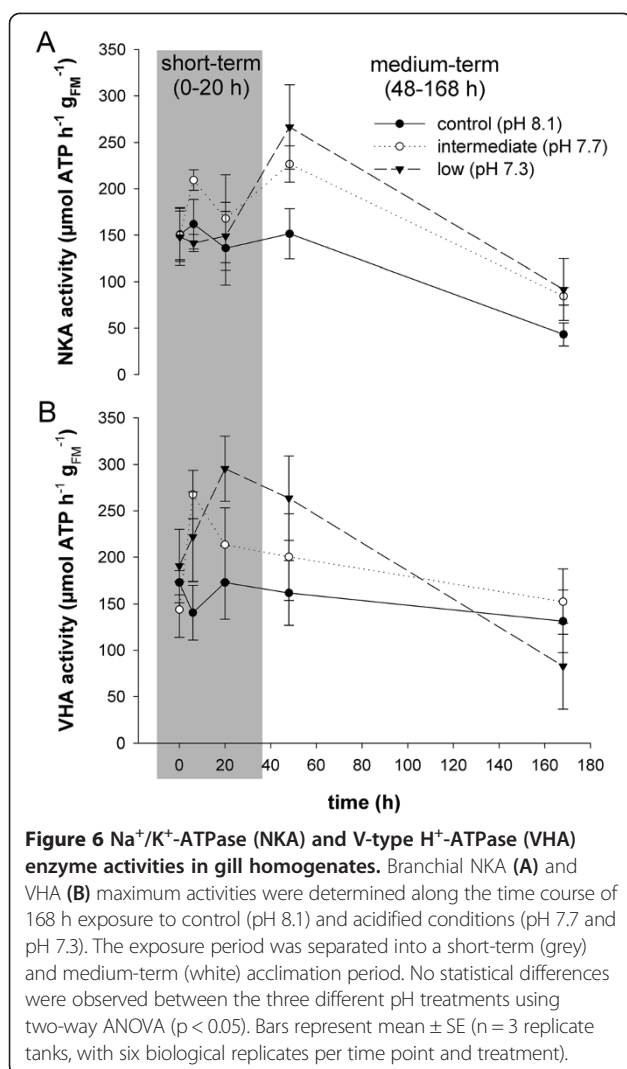 A
short-term
(0-20 h)
medium-term
(48-168 h)
control (pH 8.1)
intermediate (pH 7.7)
low (pH 7.3)
NKA activity (µmol ATP h⁻¹ g_FM⁻¹)
350
300
250
200
150
100
50
0
B
VHA activity (µmol ATP h⁻¹ g_FM⁻¹)
350
300
250
200
150
100
50
0
0 20 40 60 80 100 120 140 160 180
time (h)
Figure 6 Na⁺/K⁺-ATPase (NKA) and V-type H⁺-ATPase (VHA)
enzyme activities in gill homogenates. Branchial NKA (A) and
VHA (B) maximum activities were determined along the time course of
168 h exposure to control (pH 8.1) and acidified conditions (pH 7.7 and
pH 7.3). The exposure period was separated into a short-term (grey)
and medium-term (white) acclimation period. No statistical differences
were observed between the three different pH treatments using
two-way ANOVA (p < 0.05). Bars represent mean ± SE (n = 3 replicate
tanks, with six biological replicates per time point and treatment).